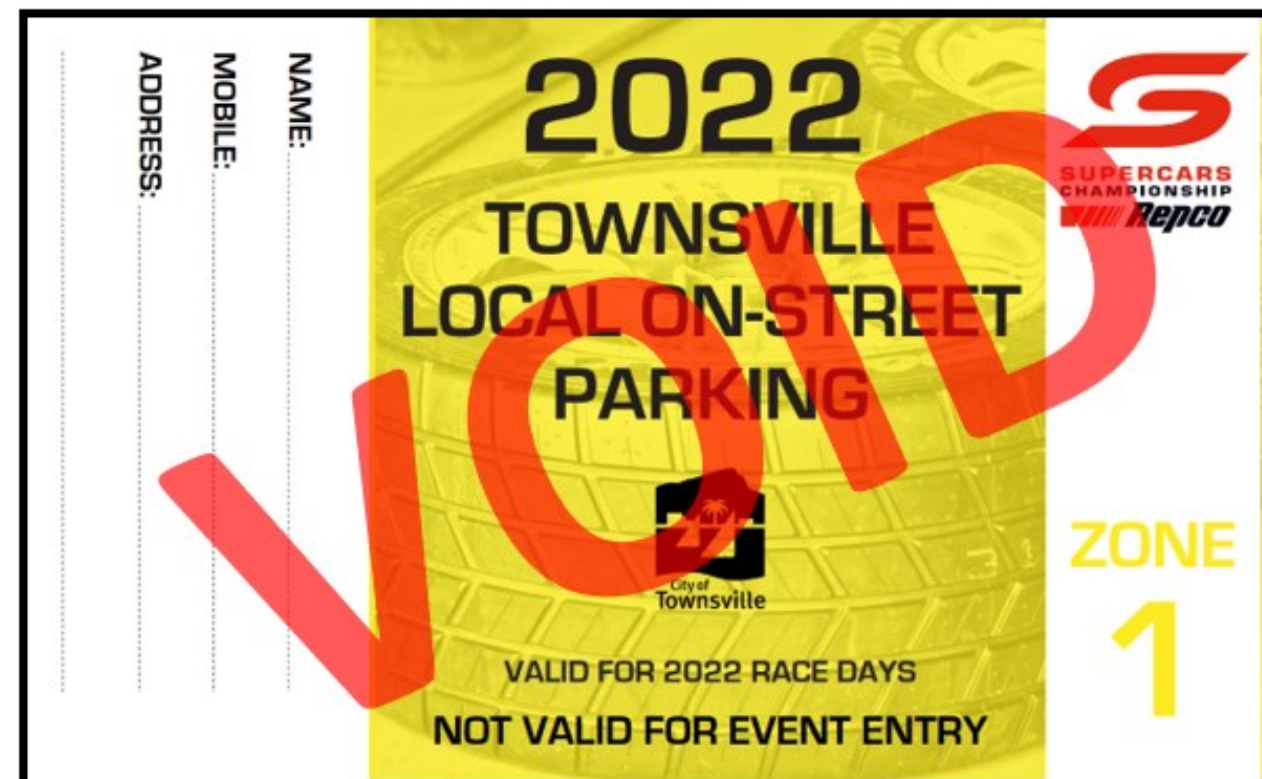 NAME:
MOBILE:
ADDRESS:
2022
TOWNSVILLE
LOCAL ON-STREET
PARKING
City of
Townsville
VALID FOR 2022 RACE DAYS
NOT VALID FOR EVENT ENTRY
SUPERCARS
CHAMPIONSHIP
Repco
ZONE
1
VOID